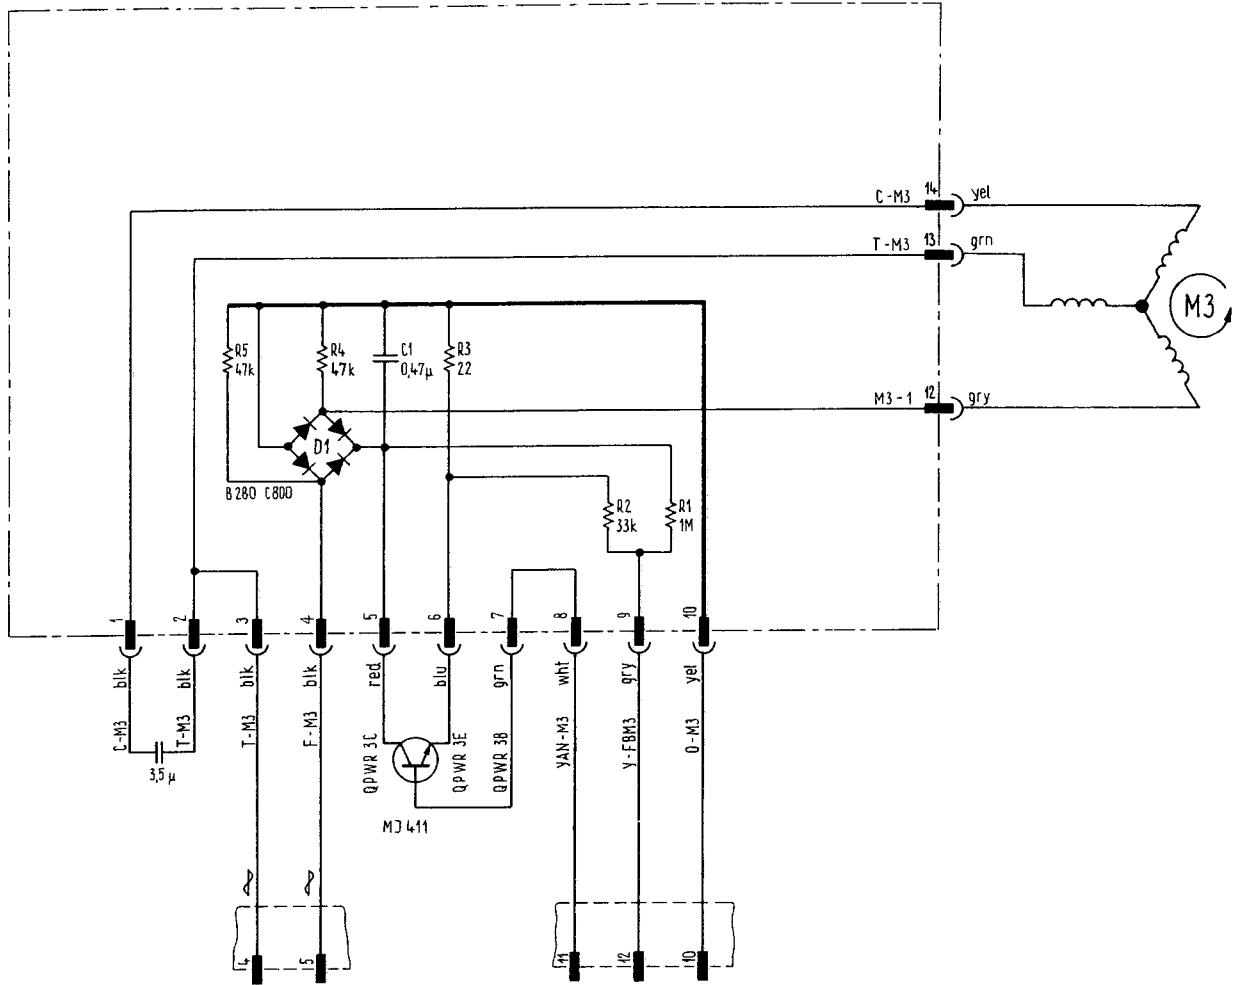 C-M3 14 yel
T-M3 13 grn
M3
R5
47k
R4
47k
C1
0,47µ
R3
22
M3-1 12 gry
D1
B280 C800
R2
33k
R1
1M
1 2 3 4 5 6 7 8 9 10
blk blk blk blk red blu grn wht gry yel
C-M3 T-M3 T-M3 F-M3 QPWR 3C QPWR 3E QPWR 3B YAN-M3 Y-FBM3 0-M3
3,5µ
MJ411
4 5 11 12 10